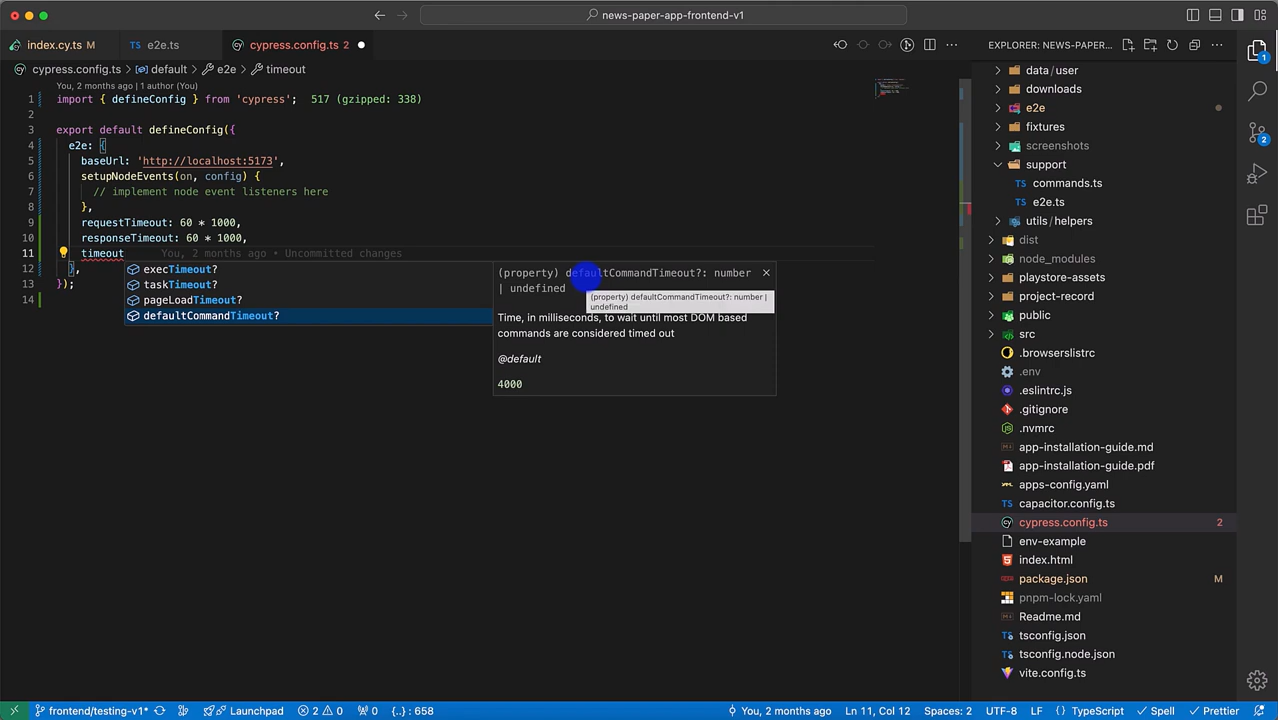 news-paper-app-frontend-v1
index.cy.ts M
TS e2e.ts
cypress.config.ts 2
EXPLORER: NEWS-PAPER...
cypress.config.ts > default > e2e > timeout
You, 2 months ago | 1 author (You)
1 import { defineConfig } from 'cypress'; 517 (gzipped: 338)
2
3 export default defineConfig({
4 e2e: {
5 baseUrl: 'http://localhost:5173',
6 setupNodeEvents(on, config) {
7 // implement node event listeners here
8 },
9 requestTimeout: 60 * 1000,
10 responseTimeout: 60 * 1000,
11 timeout You, 2 months ago • Uncommitted changes
12 },
13 });
14
execTimeout?
taskTimeout?
pageLoadTimeout?
defaultCommandTimeout?
(property) defaultCommandTimeout?: number
| undefined
(property) defaultCommandTimeout?: number |
undefined
Time, in milliseconds, to wait until most DOM based
commands are considered timed out
@default
4000
data/user
downloads
e2e
fixtures
screenshots
support
TS commands.ts
TS e2e.ts
utils/helpers
dist
node_modules
playstore-assets
project-record
public
src
.browserslistrc
.env
.eslintrc.js
.gitignore
.nvmrc
app-installation-guide.md
app-installation-guide.pdf
apps-config.yaml
TS capacitor.config.ts
cypress.config.ts 2
env-example
index.html
package.json M
pnpm-lock.yaml
Readme.md
tsconfig.json
tsconfig.node.json
vite.config.ts
1
2
frontend/testing-v1* Launchpad 2 0 0 {..} : 658
You, 2 months ago Ln 11, Col 12 Spaces: 2 UTF-8 LF { } TypeScript Spell Prettier